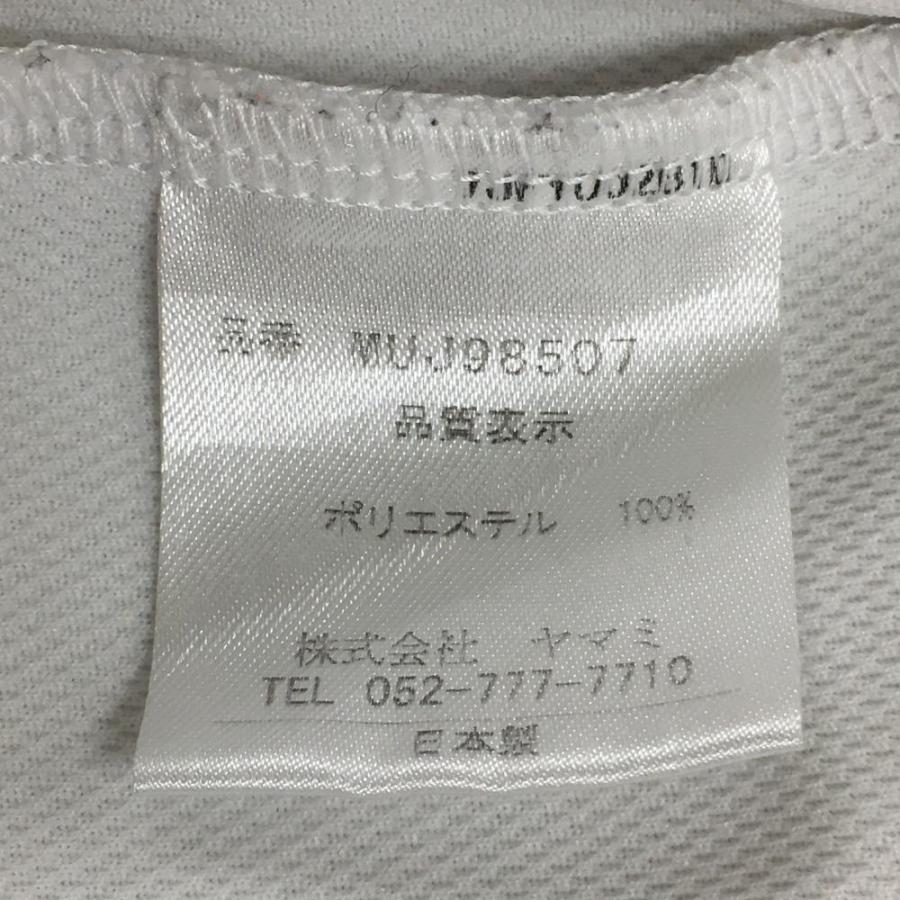 品番 MUJ98507
品質表示
ポリエステル 100%
株式会社 ヤマミ
TEL 052-777-7710
日本製